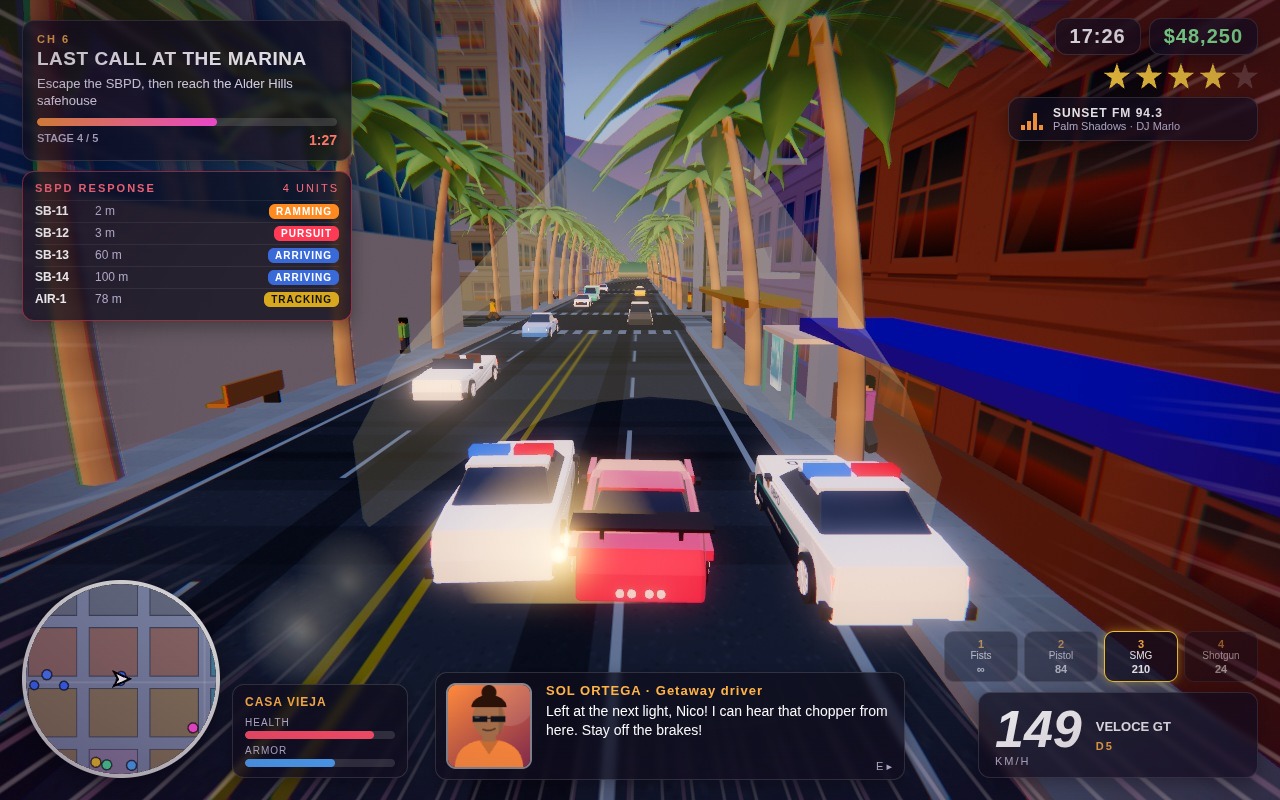 CH 6
LAST CALL AT THE MARINA
Escape the SBPD, then reach the Alder Hills
safehouse
STAGE 4 / 5
1:27
SBPD RESPONSE
4 UNITS
SB-11 2 m RAMMING
SB-12 3 m PURSUIT
SB-13 60 m ARRIVING
SB-14 100 m ARRIVING
AIR-1 78 m TRACKING
17:26
$48,250
SUNSET FM 94.3
Palm Shadows · DJ Marlo
CASA VIEJA
HEALTH
ARMOR
SOL ORTEGA · Getaway driver
Left at the next light, Nico! I can hear that chopper from
here. Stay off the brakes!
E ▸
1
Fists
∞
2
Pistol
84
3
SMG
210
4
Shotgun
24
149
KM/H
VELOCE GT
D5